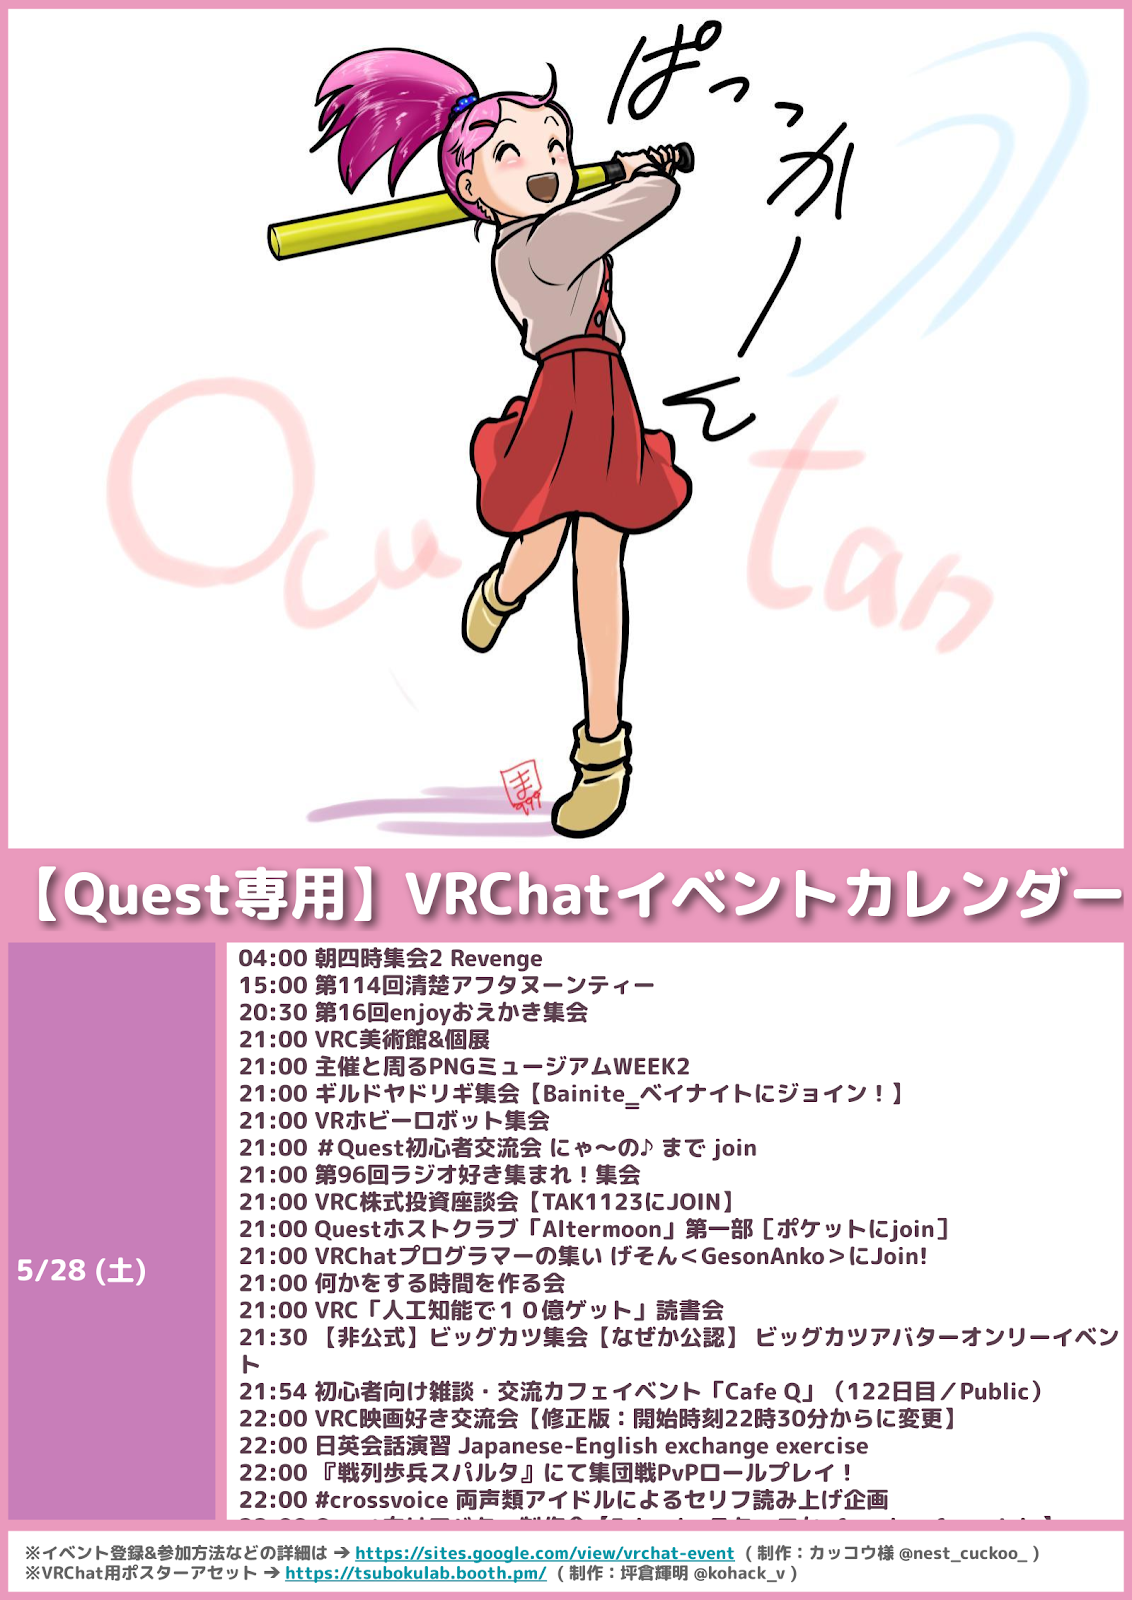 ぱっっかーん
Ocutan
ま
999
【Quest専用】VRChatイベントカレンダー
5/28 (土)
04:00 朝四時集会2 Revenge
15:00 第114回清楚アフタヌーンティー
20:30 第16回enjoyおえかき集会
21:00 VRC美術館&個展
21:00 主催と周るPNGミュージアムWEEK2
21:00 ギルドヤドリギ集会【Bainite_ベイナイトにジョイン！】
21:00 VRホビーロボット集会
21:00 ＃Quest初心者交流会 にゃ～の♪ まで join
21:00 第96回ラジオ好き集まれ！集会
21:00 VRC株式投資座談会【TAK1123にJOIN】
21:00 Questホストクラブ「Altermoon」第一部［ポケットにjoin］
21:00 VRChatプログラマーの集い げそん＜GesonAnko＞にJoin!
21:00 何かをする時間を作る会
21:00 VRC「人工知能で１０億ゲット」読書会
21:30 【非公式】ビッグカツ集会【なぜか公認】 ビッグカツアバターオンリーイベン
ト
21:54 初心者向け雑談・交流カフェイベント「Cafe Q」（122日目／Public）
22:00 VRC映画好き交流会【修正版：開始時刻22時30分からに変更】
22:00 日英会話演習 Japanese-English exchange exercise
22:00 『戦列歩兵スパルタ』にて集団戦PvPロールプレイ！
22:00 #crossvoice 両声類アイドルによるセリフ読み上げ企画
※イベント登録&参加方法などの詳細は ➔ https://sites.google.com/view/vrchat-event （ 制作：カッコウ様 @nest_cuckoo_ ）
※VRChat用ポスターアセット ➔ https://tsubokulab.booth.pm/ （ 制作：坪倉輝明 @kohack_v ）